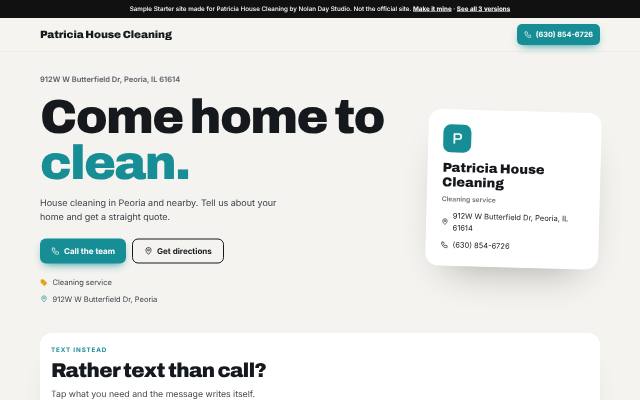 Sample Starter site made for Patricia House Cleaning by Nolan Day Studio. Not the official site. Make it mine · See all 3 versions
Patricia House Cleaning
(630) 854-6726
912W W Butterfield Dr, Peoria, IL 61614
Come home to
clean.
House cleaning in Peoria and nearby. Tell us about your
home and get a straight quote.
Call the team
Get directions
Cleaning service
912W W Butterfield Dr, Peoria
P
Patricia House
Cleaning
Cleaning service
912W W Butterfield Dr, Peoria, IL
61614
(630) 854-6726
TEXT INSTEAD
Rather text than call?
Tap what you need and the message writes itself.